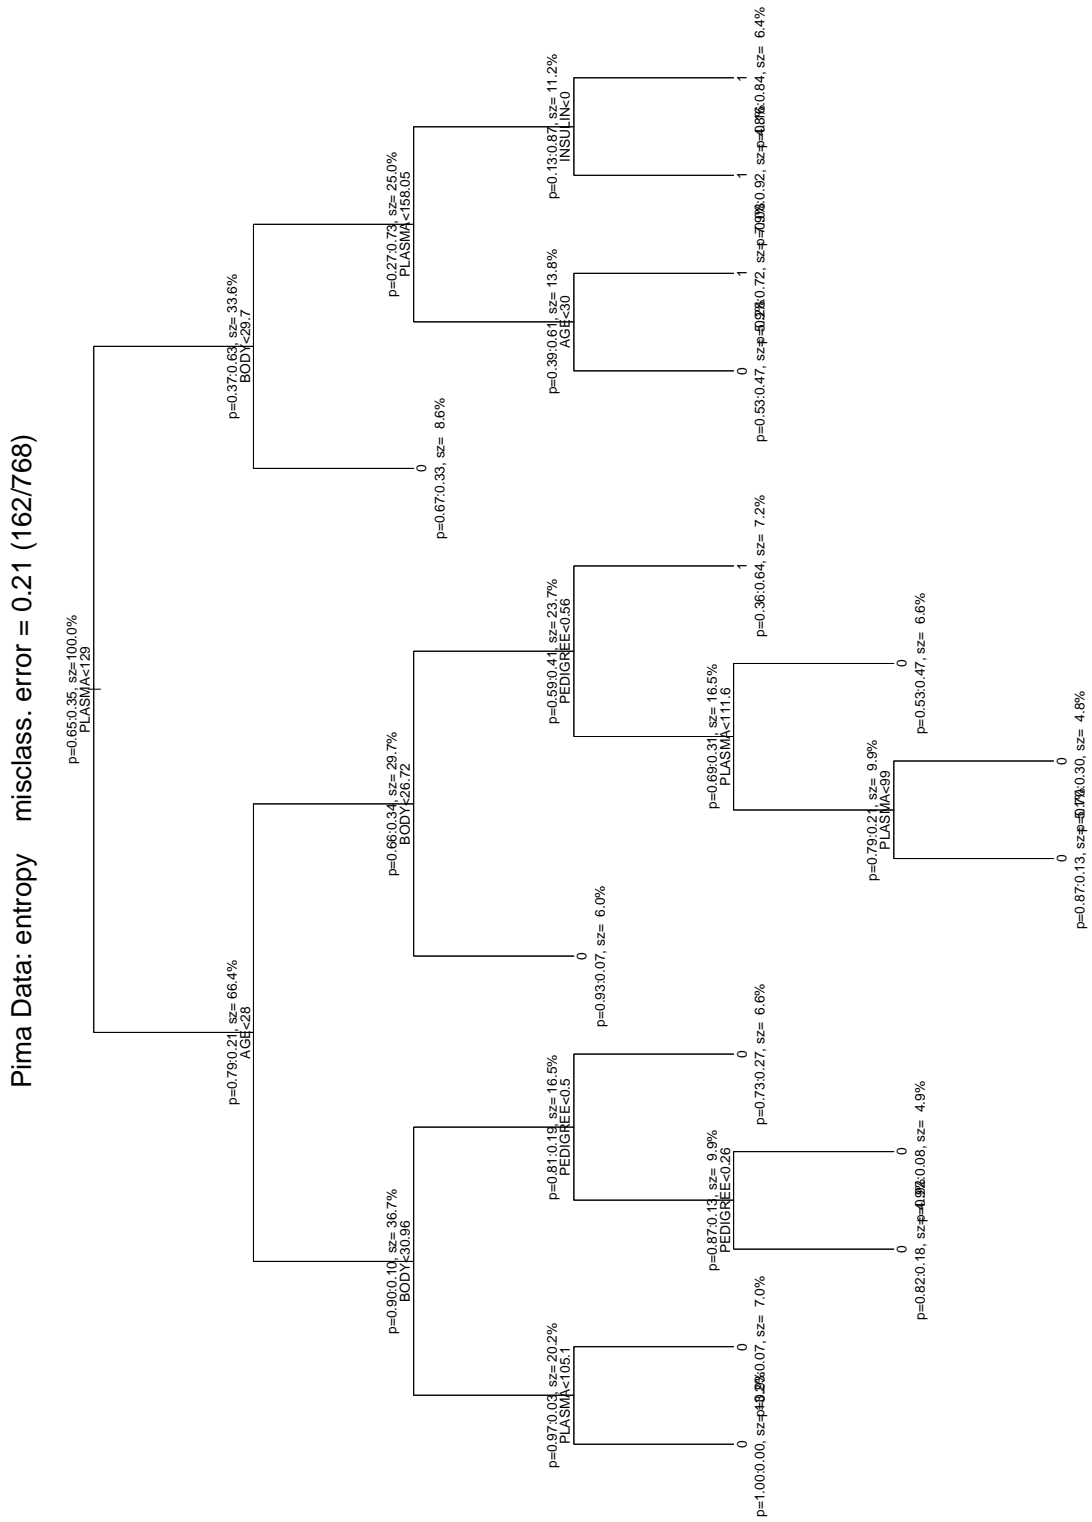 Pima Data: entropy    misclass. error = 0.21 (162/768)
p=0.65:0.35, sz=100.0%
PLASMA<129
p=0.79:0.21, sz= 66.4%
AGE<28
p=0.37:0.63, sz= 33.6%
BODY<29.7
p=0.90:0.10, sz= 36.7%
BODY<30.96
p=0.66:0.34, sz= 29.7%
BODY<26.72
0
p=0.67:0.33, sz=  8.6%
p=0.27:0.73, sz= 25.0%
PLASMA<158.05
p=0.97:0.03, sz= 20.2%
PLASMA<105.1
p=0.81:0.19, sz= 16.5%
PEDIGREE<0.5
0
p=0.93:0.07, sz=  6.0%
p=0.59:0.41, sz= 23.7%
PEDIGREE<0.56
p=0.39:0.61, sz= 13.8%
AGE<30
p=0.13:0.87, sz= 11.2%
INSULIN<0
0
p=1.00:0.00, sz=
0
0.07, sz=  7.0%
p=0.87:0.13, sz=  9.9%
PEDIGREE<0.26
0
p=0.73:0.27, sz=  6.6%
p=0.69:0.31, sz= 16.5%
PLASMA<111.6
1
p=0.36:0.64, sz=  7.2%
0
p=0.53:0.47, sz=
1
0.72, sz=
1
0.92, sz=
1
0.84, sz=  6.4%
0
p=0.82:0.18, sz=
0
0.08, sz=  4.9%
p=0.79:0.21, sz=  9.9%
PLASMA<99
0
p=0.53:0.47, sz=  6.6%
0
p=0.87:0.13, sz=
0
0.30, sz=  4.8%